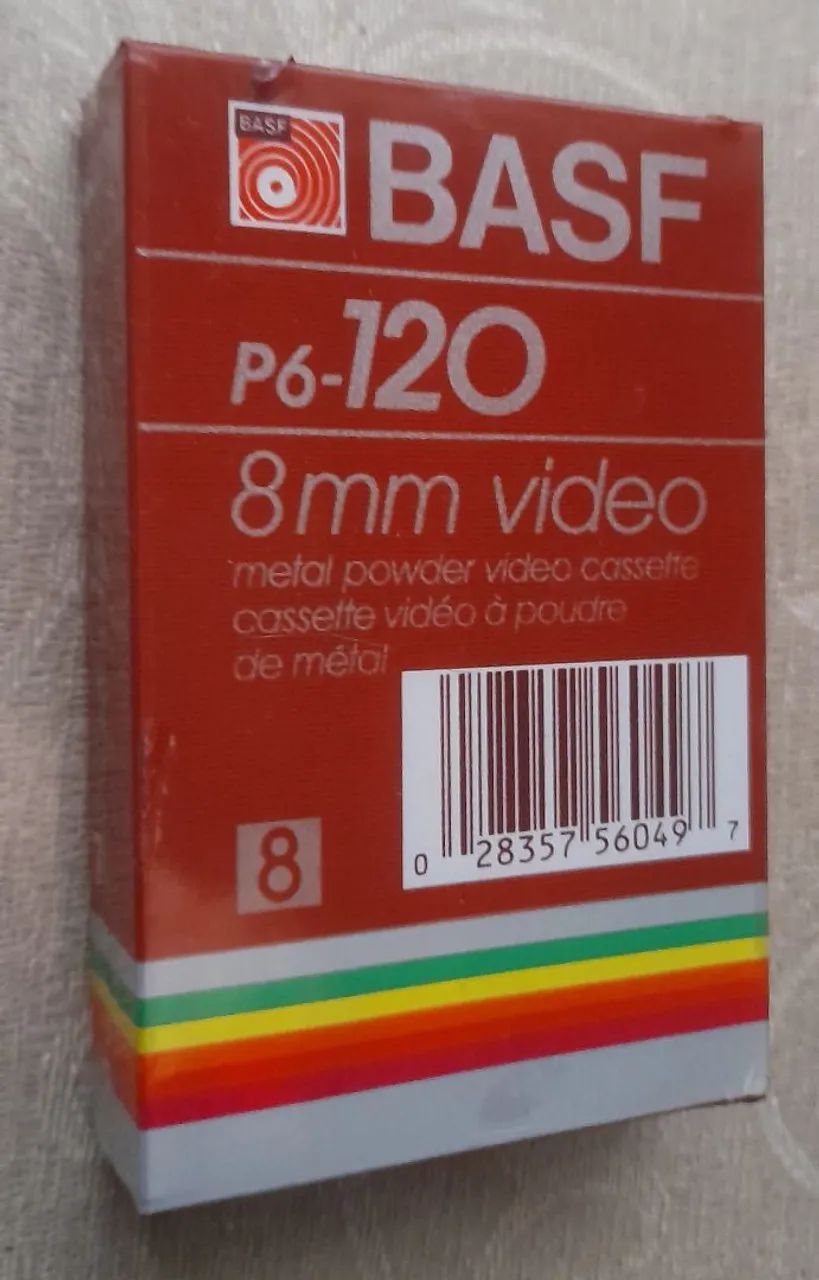 BASF
BASF
P6-120
8mm video
metal powder video cassette
cassette vidéo à poudre
de métal
0 28357 56049 7
8